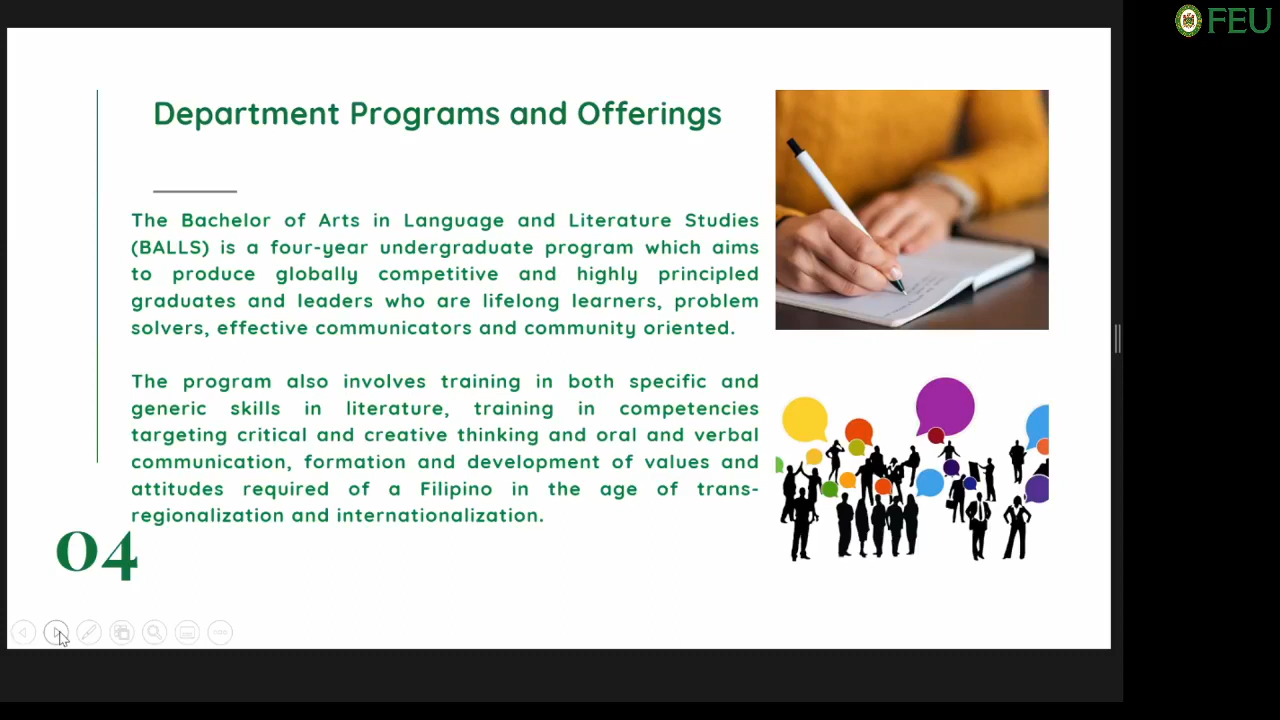 FEU
Department Programs and Offerings
The Bachelor of Arts in Language and Literature Studies
(BALLS) is a four-year undergraduate program which aims
to produce globally competitive and highly principled
graduates and leaders who are lifelong learners, problem
solvers, effective communicators and community oriented.
The program also involves training in both specific and
generic skills in literature, training in competencies
targeting critical and creative thinking and oral and verbal
communication, formation and development of values and
attitudes required of a Filipino in the age of trans-
regionalization and internationalization.
04